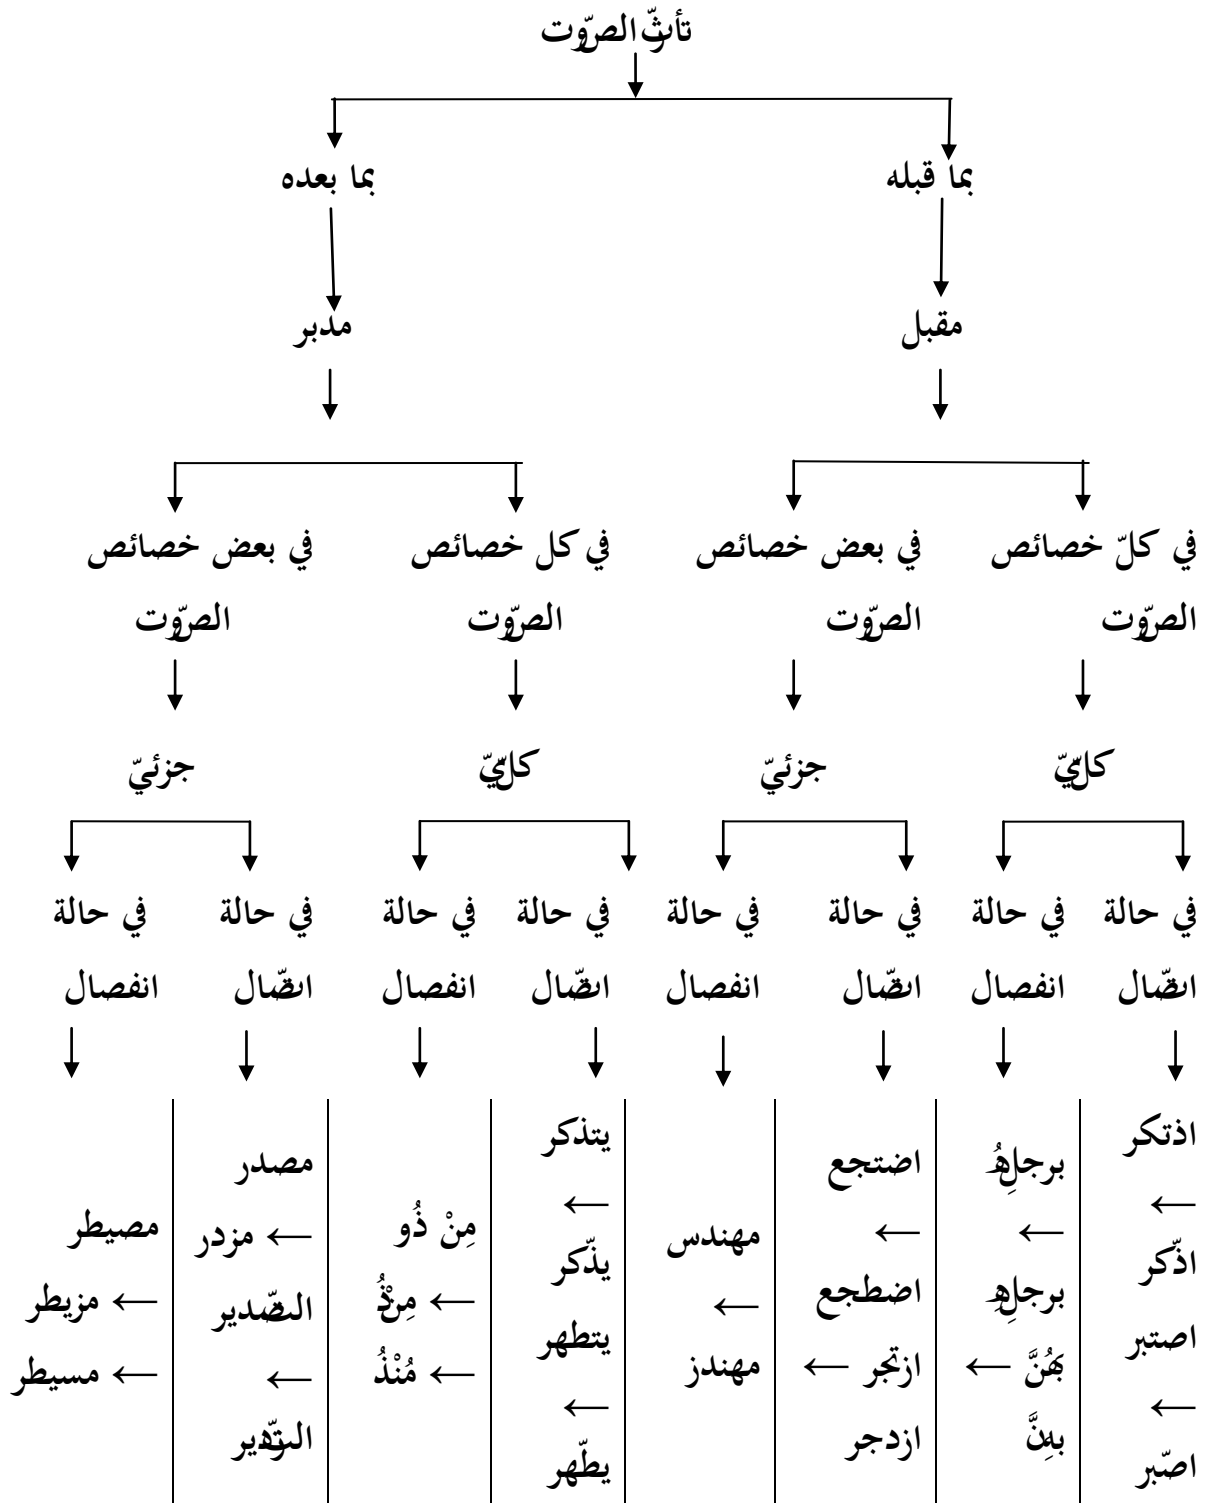 تأثّر الصّوت
بما قبله
بما بعده
مقبل
مدبر
في كلّ خصائص
الصّوت
في بعض خصائص
الصّوت
في كل خصائص
الصّوت
في بعض خصائص
الصّوت
كلّيّ
جزئيّ
كلّيّ
جزئيّ
في حالة
اتّصال
في حالة
انفصال
في حالة
اتّصال
في حالة
انفصال
في حالة
اتّصال
في حالة
انفصال
في حالة
اتّصال
في حالة
انفصال
اذتكر
←
اذّكر
اصتبر
←
اصّبر
برجلِهُ
←
برجلِهِ
بهُنَّ ←
بهِنَّ
اضتجع
←
اضطجع
ازتجر ←
ازدجر
مهندس
←
مهندز
يتذكر
←
يذّكر
يتطهر
←
يطّهر
مِنْ ذُو
← مِنْذُ
← مُنْذُ
مصدر
← مزدر
التّصدير
←
التّزدير
مصيطر
← مزيطر
← مسيطر